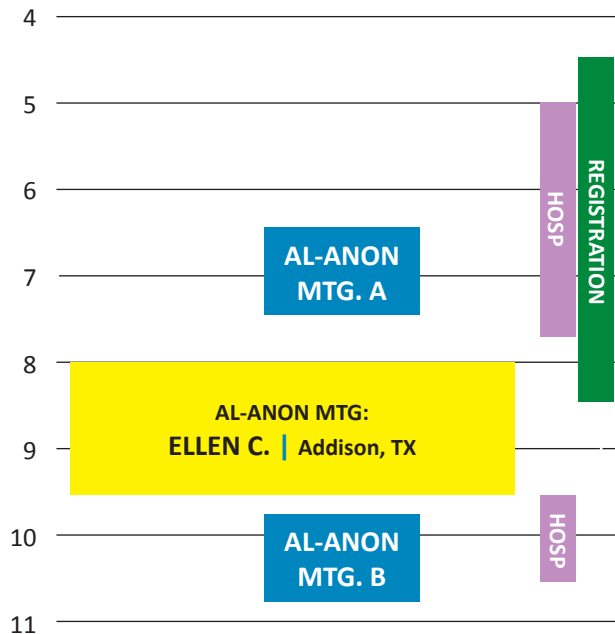 4
5
6
7
8
9
10
11
AL-ANON
MTG. A
AL-ANON MTG:
ELLEN C. | Addison, TX
AL-ANON
MTG. B
HOSP
HOSP
REGISTRATION